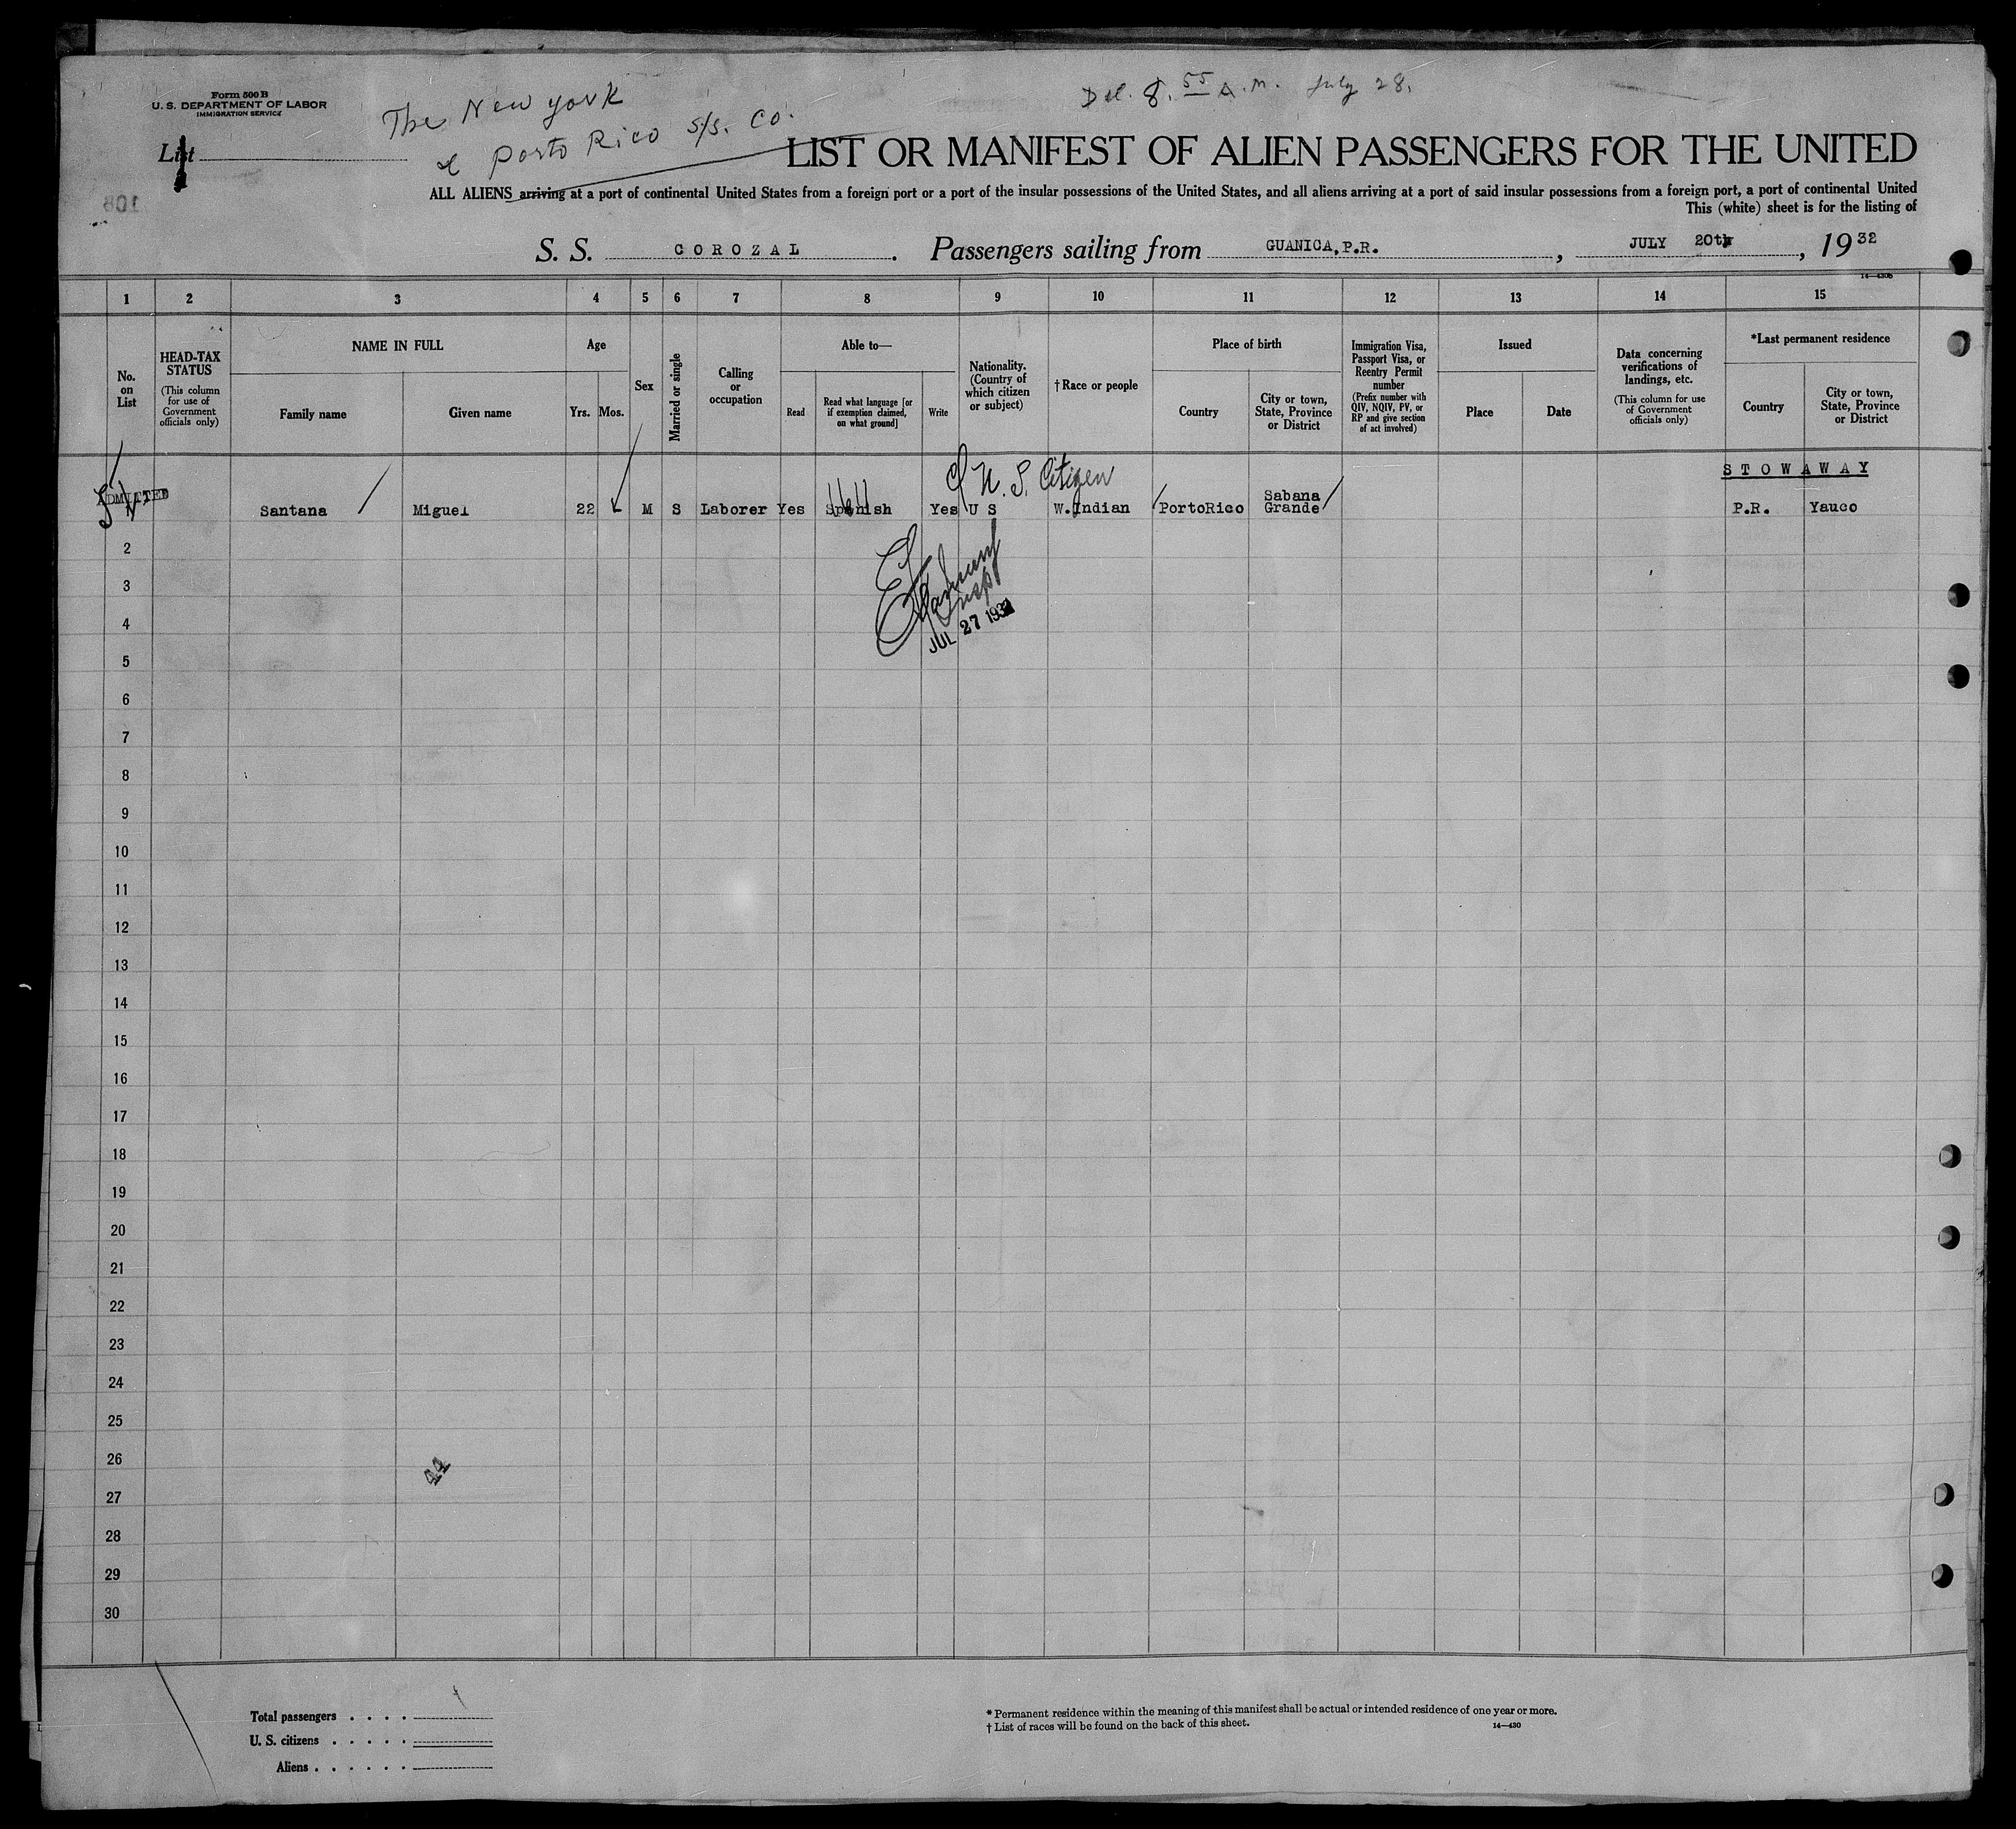 Form 500 B
U. S. DEPARTMENT OF LABOR
IMMIGRATION SERVICE
List
The New York
& Porto Rico S/S. Co.
Del. 8.55 A.M. July 28.
LIST OR MANIFEST OF ALIEN PASSENGERS FOR THE UNITED
ALL ALIENS arriving at a port of continental United States from a foreign port or a port of the insular possessions of the United States, and all aliens arriving at a port of said insular possessions from a foreign port, a port of continental United
This (white) sheet is for the listing of
S. S. COROZAL. Passengers sailing from GUANICA, P.R., JULY 20th, 1932
1 2 3 4 5 6 7 8 9 10 11 12 13 14 15
No. on List
HEAD-TAX STATUS
(This column for use of Government officials only)
NAME IN FULL
Family name
Given name
Age
Yrs.
Mos.
Sex
Married or single
Calling or occupation
Able to—
Read
Read what language [or if exemption claimed, on what ground]
Write
Nationality. (Country of which citizen or subject)
† Race or people
Place of birth
Country
City or town, State, Province or District
Immigration Visa, Passport Visa, or Reentry Permit number
(Prefix number with QIV, NQIV, PV, or RP and give section of act involved)
Issued
Place
Date
Data concerning verifications of landings, etc.
(This column for use of Government officials only)
*Last permanent residence
Country
City or town, State, Province or District
U. S. Citizen
STOWAWAY
ADMITTED
Santana Miguel 22 M S Laborer Yes Spanish Yes U S W.Indian PortoRico Sabana Grande P.R. Yauco
2
3
JUL 27 1932
4
5
6
7
8
9
10
11
12
13
14
15
16
17
18
19
20
21
22
23
24
25
26
44
27
28
29
30
Total passengers
U. S. citizens
Aliens
* Permanent residence within the meaning of this manifest shall be actual or intended residence of one year or more.
† List of races will be found on the back of this sheet.
14—430